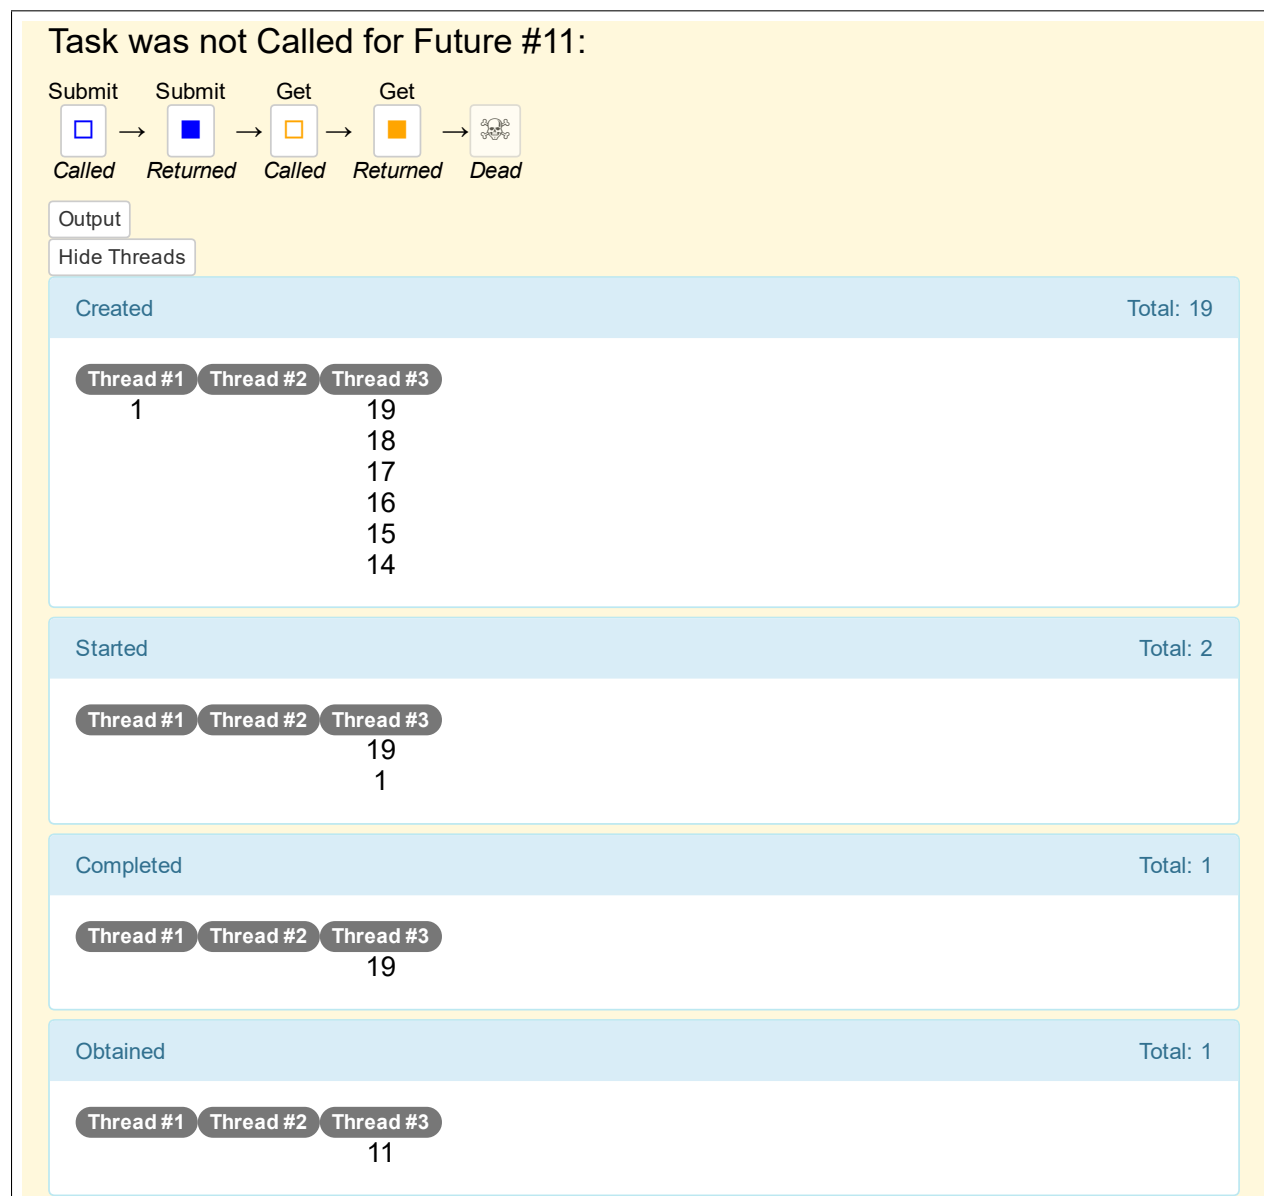 Task was not Called for Future #11:
Submit Submit Get Get
→ → → →
Called Returned Called Returned Dead
Output
Hide Threads
Created Total: 19
Thread #1 Thread #2 Thread #3
1 19
18
17
16
15
14
Started Total: 2
Thread #1 Thread #2 Thread #3
19
1
Completed Total: 1
Thread #1 Thread #2 Thread #3
19
Obtained Total: 1
Thread #1 Thread #2 Thread #3
11